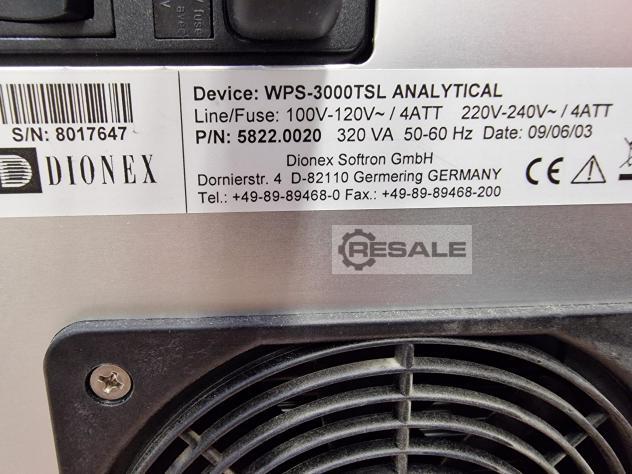 V
fuse
avec
S/N: 8017647
DIONEX
Device: WPS-3000TSL ANALYTICAL
Line/Fuse: 100V-120V~ / 4ATT 220V-240V~ / 4ATT
P/N: 5822.0020 320 VA 50-60 Hz Date: 09/06/03
Dionex Softron GmbH
Dornierstr. 4 D-82110 Germering GERMANY
Tel.: +49-89-89468-0 Fax.: +49-89-89468-200
CE
RESALE